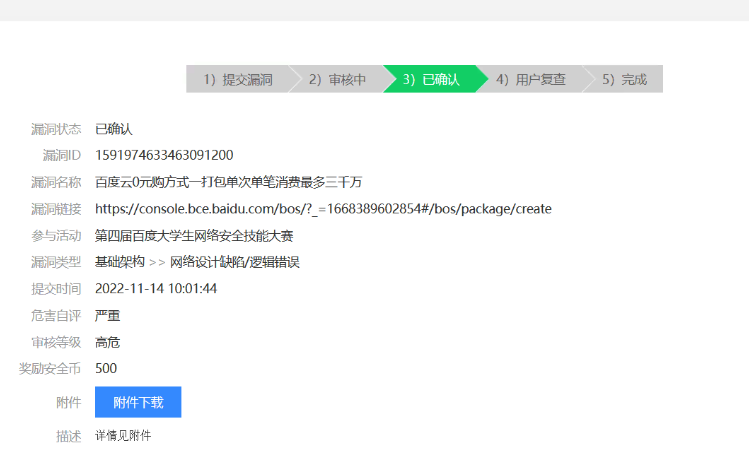 1）提交漏洞 2）审核中 3）已确认 4）用户复查 5）完成
漏洞状态 已确认
漏洞ID 1591974633463091200
漏洞名称 百度云0元购方式一打包单次单笔消费最多三千万
漏洞链接 https://console.bce.baidu.com/bos/?_=1668389602854#/bos/package/create
参与活动 第四届百度大学生网络安全技能大赛
漏洞类型 基础架构 >> 网络设计缺陷/逻辑错误
提交时间 2022-11-14 10:01:44
危害自评 严重
审核等级 高危
奖励安全币 500
附件 附件下载
描述 详情见附件